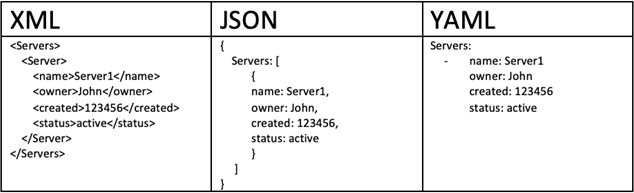 XML
<Servers>
<Server>
<name>Server1</name>
<owner>John</owner>
<created>123456</created>
<status>active</status>
</Server>
</Servers>
JSON
{
Servers: [
{
name: Server1,
owner: John,
created: 123456,
status: active
}
]
}
YAML
Servers:
- name: Server1
owner: John
created: 123456
status: active